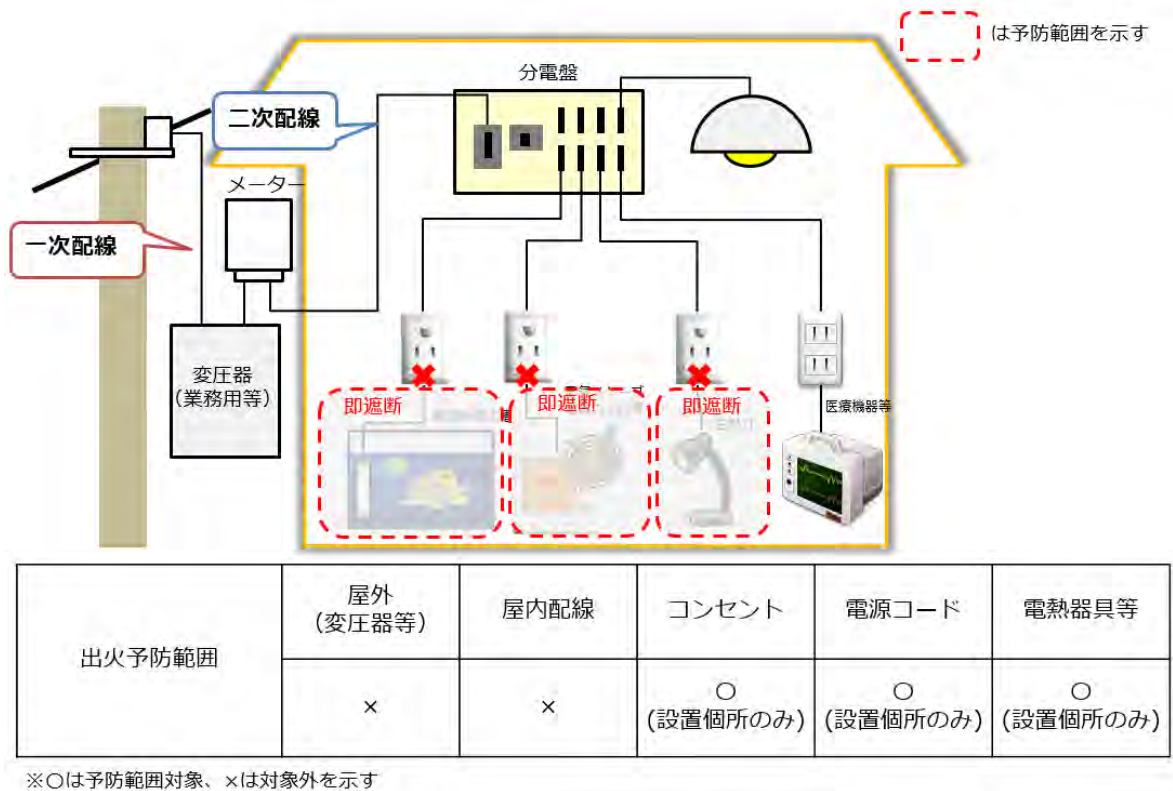 は予防範囲を示す
分電盤
二次配線
メーター
一次配線
変圧器
(業務用等)
即遮断
即遮断
即遮断
医療機器等
出火予防範囲
屋外
(変圧器等)
屋内配線
コンセント
電源コード
電熱器具等
×
×
○
(設置個所のみ)
○
(設置個所のみ)
○
(設置個所のみ)
※○は予防範囲対象、×は対象外を示す